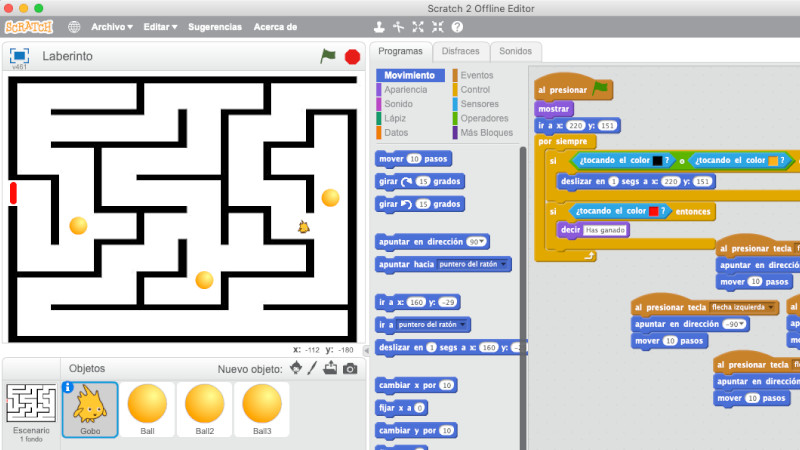 Scratch 2 Offline Editor
SCRATCH Archivo Editar Sugerencias Acerca de
v461 Laberinto
x: -112 y: -180
Objetos Nuevo objeto:
Escenario
1 fondo
Gobo Ball Ball2 Ball3
Programas Disfraces Sonidos
Movimiento Eventos
Apariencia Control
Sonido Sensores
Lápiz Operadores
Datos Más Bloques
mover 10 pasos
girar 15 grados
girar 15 grados
apuntar en dirección 90
apuntar hacia puntero del ratón
ir a x: 160 y: -29
ir a puntero del ratón
deslizar en 1 segs a x: 160 y:
cambiar x por 10
fijar x a 0
cambiar y por 10
al presionar
mostrar
ir a x: 220 y: 151
por siempre
si ¿tocando el color ? o ¿tocando el color ?
deslizar en 1 segs a x: 220 y: 151
si ¿tocando el color ? entonces
decir Has ganado
al presionar tecla
apuntar en dirección
mover 10 pasos
al presionar tecla flecha izquierda
apuntar en dirección -90
mover 10 pasos
al presionar tecla
apuntar en dirección
mover 10 pasos